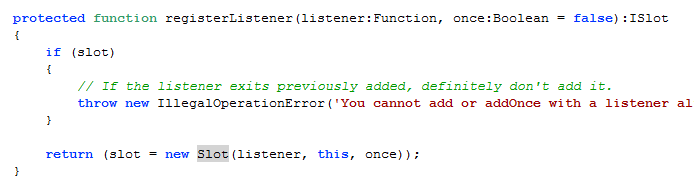 protected function registerListener(listener:Function, once:Boolean = false):ISlot
{
if (slot)
{
// If the listener exits previously added, definitely don't add it.
throw new IllegalOperationError('You cannot add or addOnce with a listener al
}
return (slot = new Slot(listener, this, once));
}